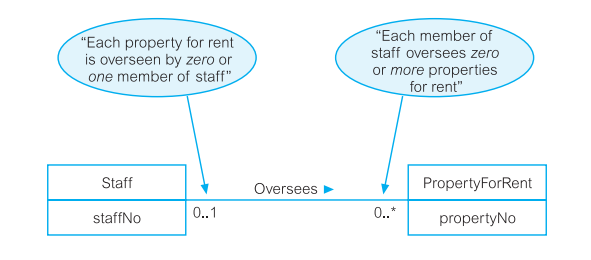 “Each property for rent
is overseen by zero or
one member of staff”
“Each member of
staff oversees zero
or more properties
for rent”
Staff
staffNo
Oversees ►
0..1
0..*
PropertyForRent
propertyNo